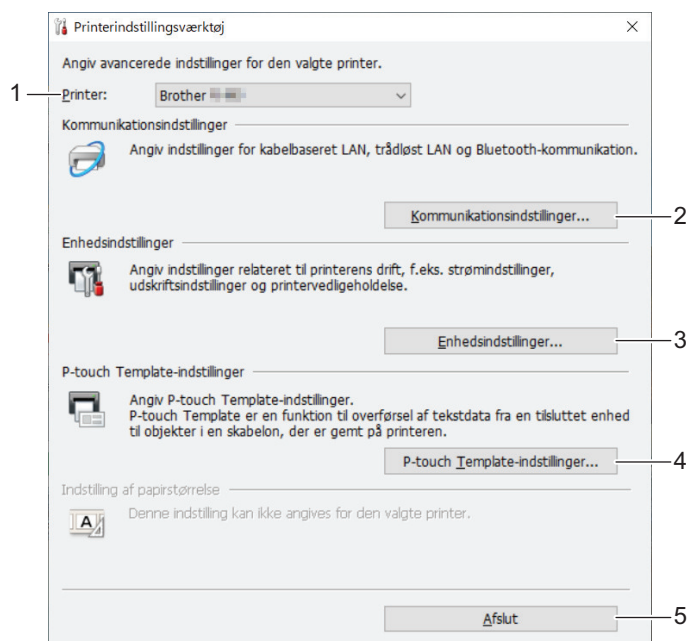 Printerindstillingsværktøj
Angiv avancerede indstillinger for den valgte printer.
1
Printer:
Brother
Kommunikationsindstillinger
Angiv indstillinger for kabelbaseret LAN, trådløst LAN og Bluetooth-kommunikation.
Kommunikationsindstillinger...
2
Enhedsindstillinger
Angiv indstillinger relateret til printerens drift, f.eks. strømindstillinger,
udskriftsindstillinger og printervedligeholdelse.
Enhedsindstillinger...
3
P-touch Template-indstillinger
Angiv P-touch Template-indstillinger.
P-touch Template er en funktion til overførsel af tekstdata fra en tilsluttet enhed
til objekter i en skabelon, der er gemt på printeren.
P-touch Template-indstillinger...
4
Indstilling af papirstørrelse
A
Denne indstilling kan ikke angives for den valgte printer.
Afslut
5